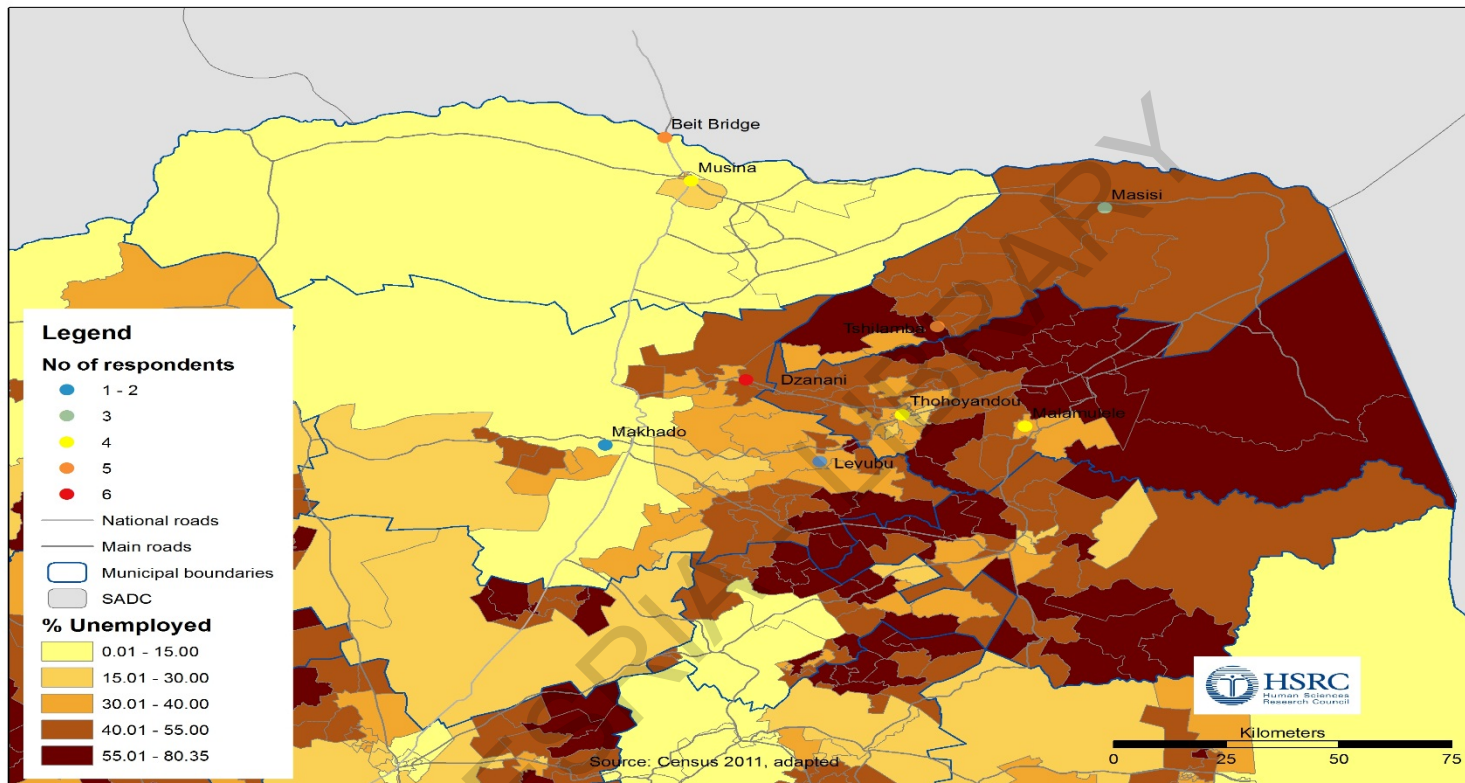 Beit Bridge
Musina
Masisi
Tshilamba
Dzanani
Thohoyandou
Malamulele
Makhado
Levubu
Legend
No of respondents
1 - 2
3
4
5
6
National roads
Main roads
Municipal boundaries
SADC
% Unemployed
0.01 - 15.00
15.01 - 30.00
30.01 - 40.00
40.01 - 55.00
55.01 - 80.35
HSRC
Human Sciences
Research Council
Kilometers
0 25 50 75
Source: Census 2011, adapted